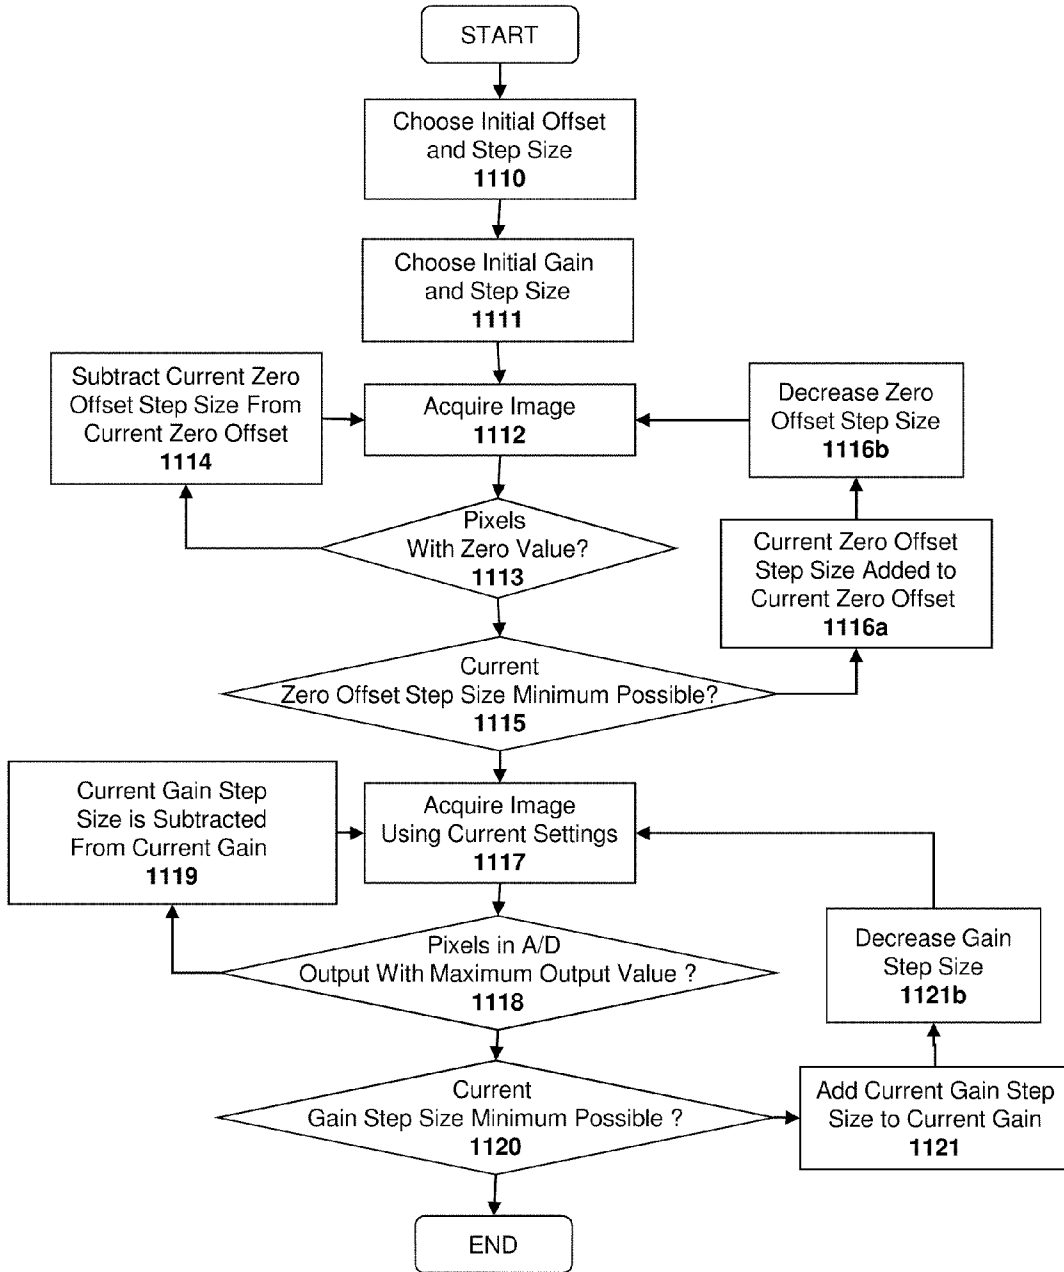 START
Choose Initial Offset
and Step Size
1110
Choose Initial Gain
and Step Size
1111
Subtract Current Zero
Offset Step Size From
Current Zero Offset
1114
Acquire Image
1112
Decrease Zero
Offset Step Size
1116b
Pixels
With Zero Value?
1113
Current Zero Offset
Step Size Added to
Current Zero Offset
1116a
Current
Zero Offset Step Size Minimum Possible?
1115
Current Gain Step
Size is Subtracted
From Current Gain
1119
Acquire Image
Using Current Settings
1117
Pixels in A/D
Output With Maximum Output Value ?
1118
Decrease Gain
Step Size
1121b
Current
Gain Step Size Minimum Possible ?
1120
Add Current Gain Step
Size to Current Gain
1121
END